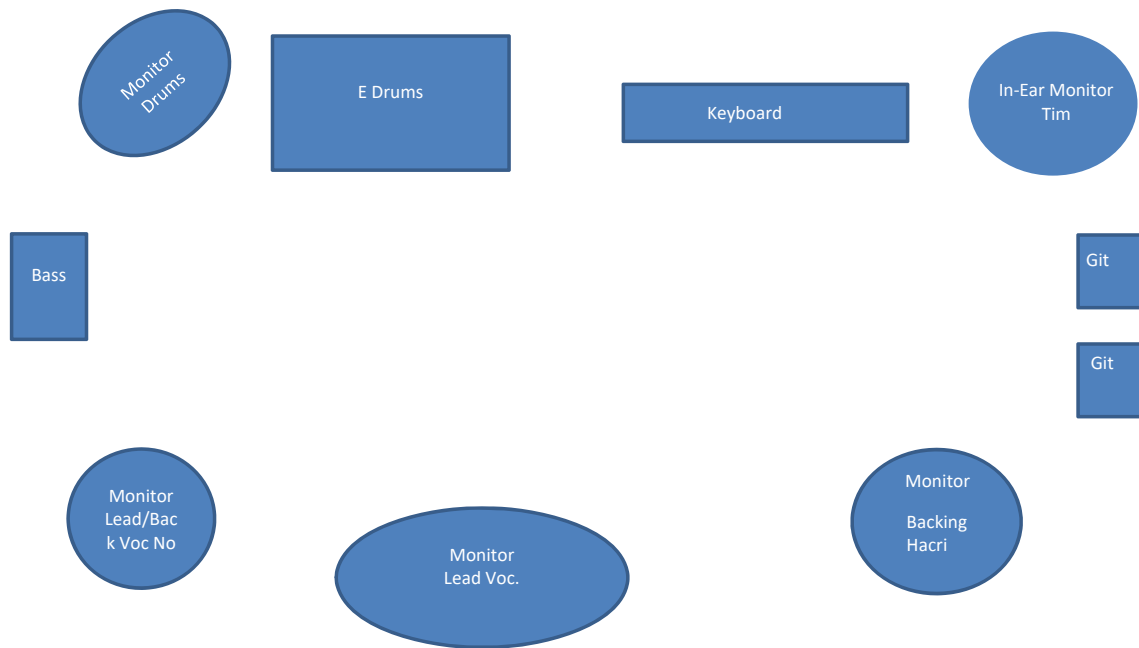 Monitor
Drums
E Drums
Keyboard
In-Ear Monitor
Tim
Bass
Git
Git
Monitor
Lead/Bac
k Voc No
Monitor
Lead Voc.
Monitor
Backing
Hacri